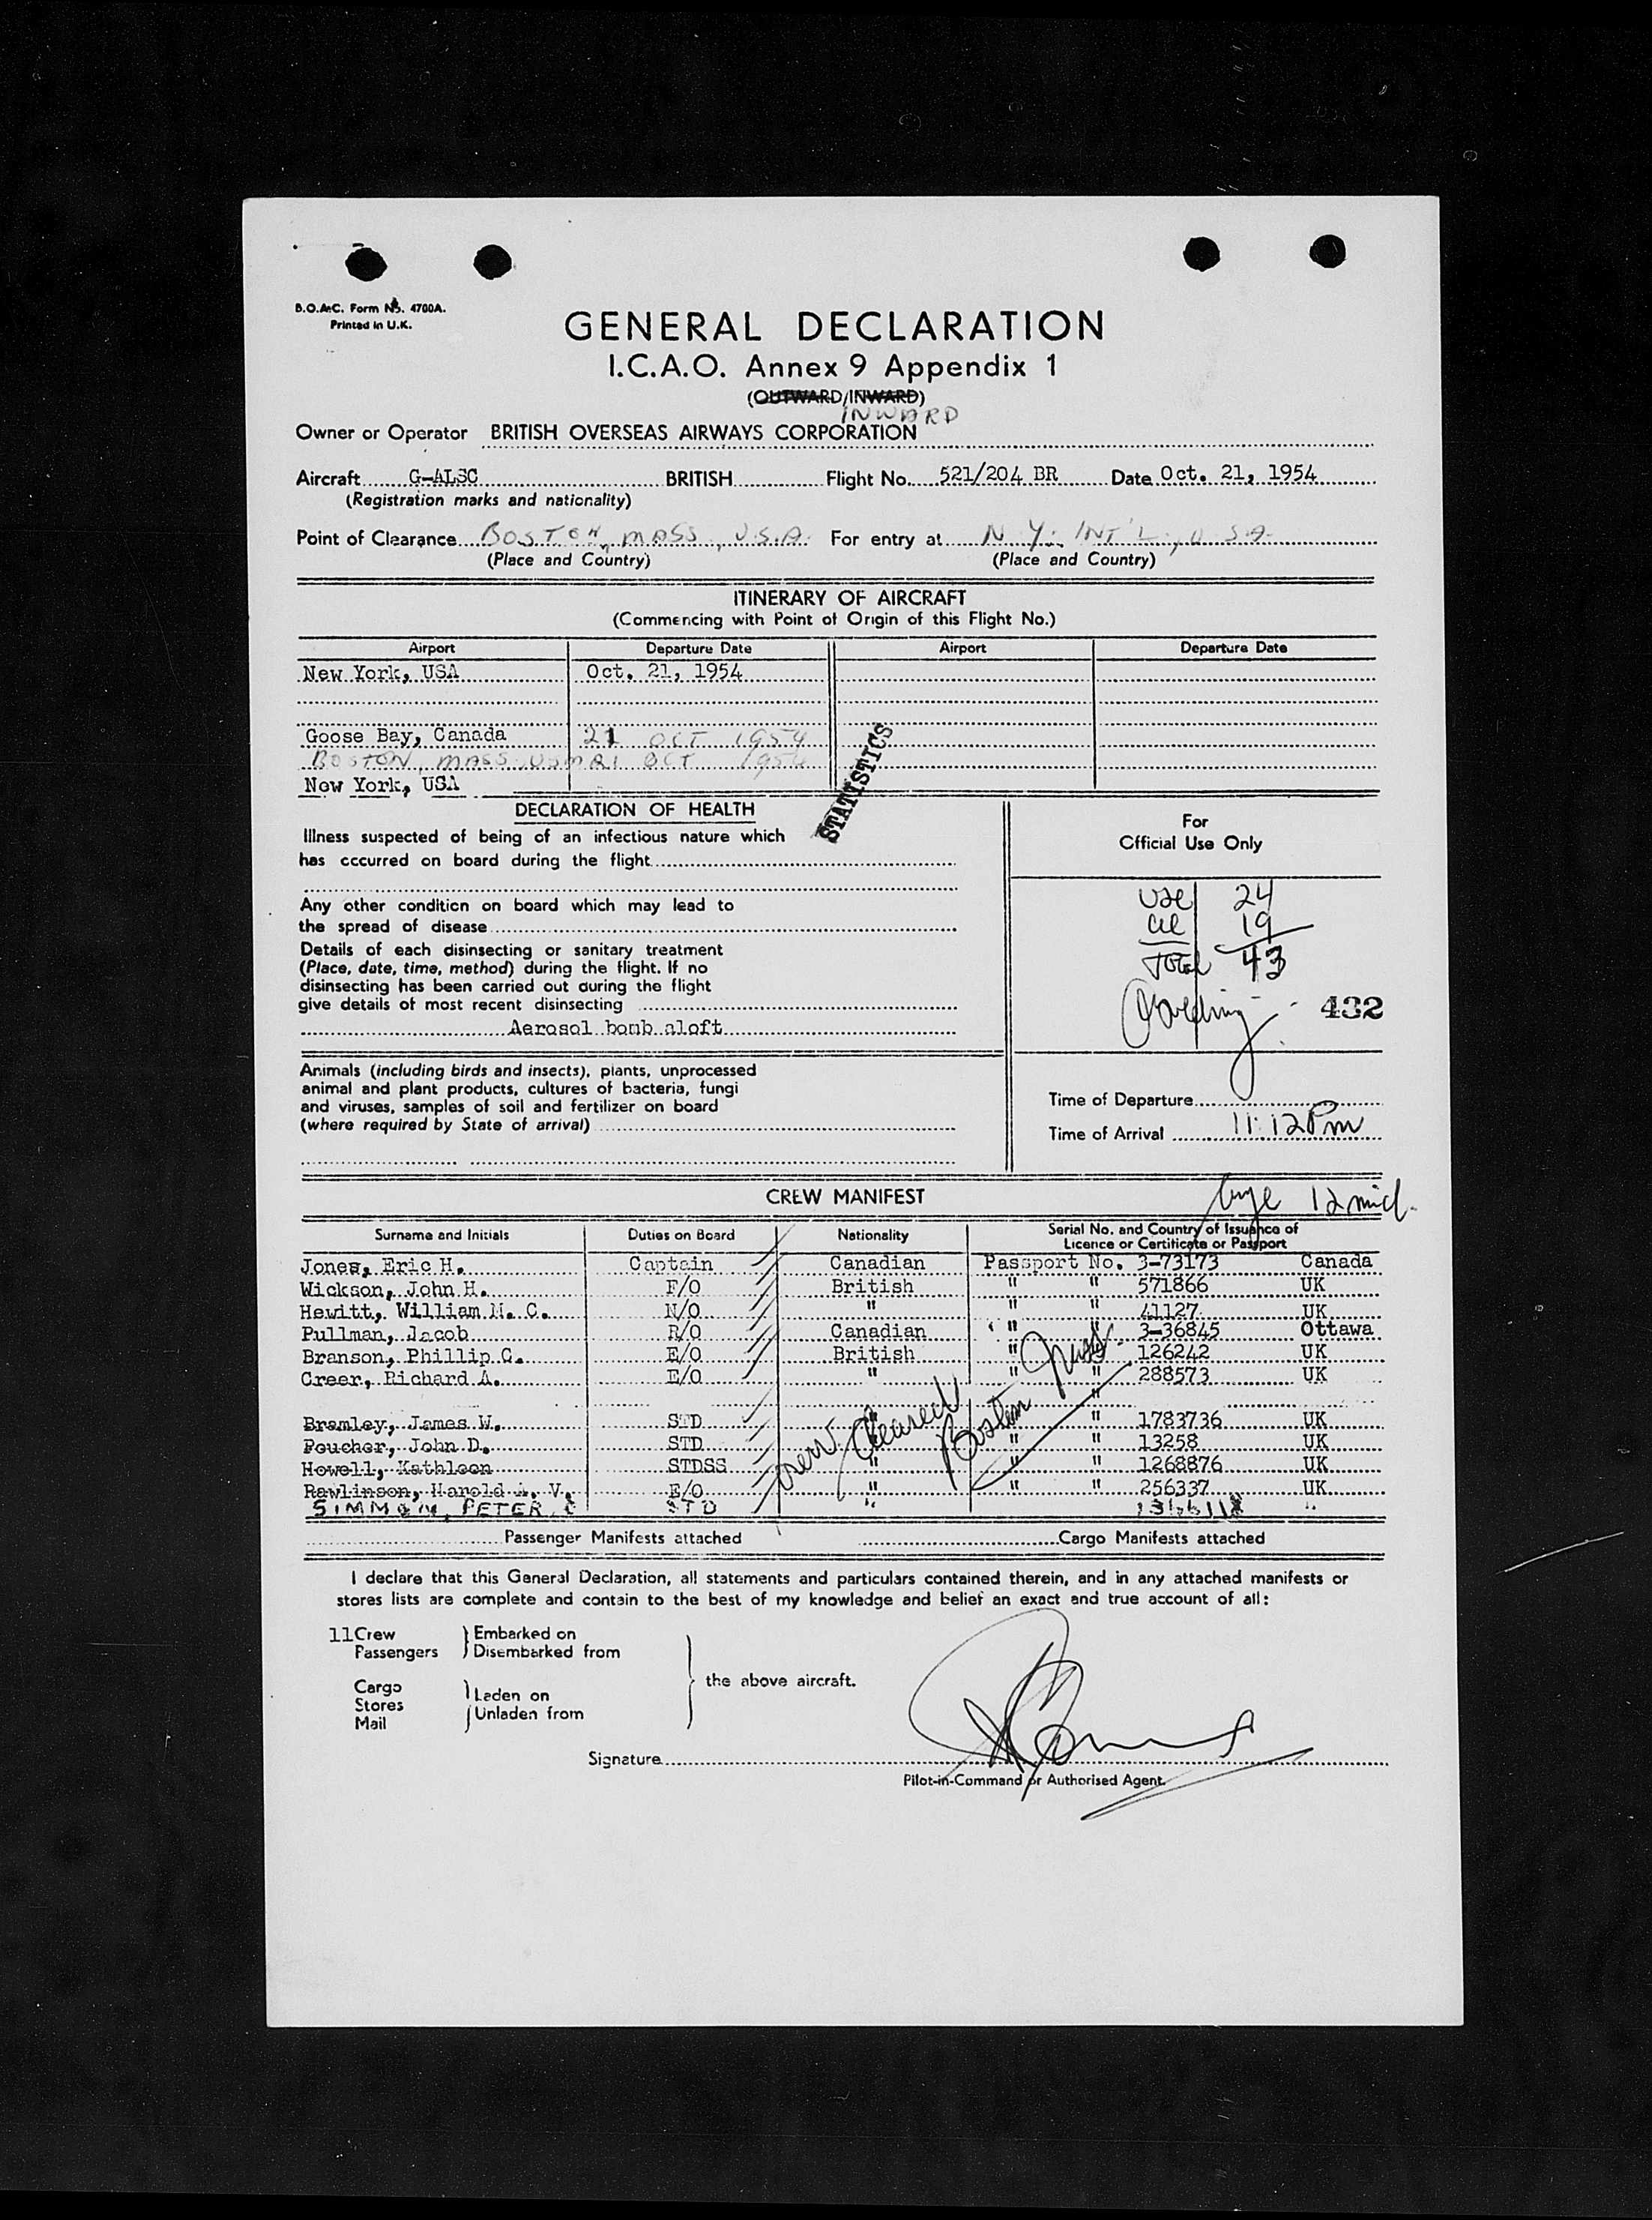 B.O.A.C. Form No. 4700A.
Printed in U.K.
GENERAL DECLARATION
I.C.A.O. Annex 9 Appendix 1
(OUTWARD/INWARD)
INWARD
Owner or Operator BRITISH OVERSEAS AIRWAYS CORPORATION
Aircraft G-ALSC BRITISH Flight No. 521/204 BR Date Oct. 21, 1954
(Registration marks and nationality)
Point of Clearance BOSTON, MASS, U.S.A. For entry at N.Y. INT'L., U.S.A.
(Place and Country) (Place and Country)
ITINERARY OF AIRCRAFT
(Commencing with Point of Origin of this Flight No.)
Airport Departure Date Airport Departure Date
New York, USA Oct. 21, 1954
Goose Bay, Canada 21 OCT 1954
BOSTON, MASS OCT 1954
New York, USA
STATISTICS
DECLARATION OF HEALTH
Illness suspected of being of an infectious nature which
has occurred on board during the flight
Any other condition on board which may lead to
the spread of disease
Details of each disinsecting or sanitary treatment
(Place, date, time, method) during the flight. If no
disinsecting has been carried out during the flight
give details of most recent disinsecting
Aerosol bomb aloft
Animals (including birds and insects), plants, unprocessed
animal and plant products, cultures of bacteria, fungi
and viruses, samples of soil and fertilizer on board
(where required by State of arrival)
For
Official Use Only
24
19
Total 43
432
Time of Departure
Time of Arrival 11:12 Pm
CREW MANIFEST
12 mid.
Surname and Initials Duties on Board Nationality Serial No. and Country of Issuance of
Licence or Certificate or Passport
Jones, Eric H. Captain Canadian Passport No. 3-73173 Canada
Wickson, John H. F/O British " " 571866 UK
Hewitt, William M. C. N/O " " " 41127 UK
Pullman, Jacob R/O Canadian " " 3-36845 Ottawa
Branson, Phillip C. E/O British " " 126242 UK
Creer, Richard A. E/O " " " 288573 UK
Bramley, James W. STD " " 1783736 UK
Poucher, John D. STD " " 13258 UK
Howell, Kathleen STDSS " " " 1268876 UK
Rawlinson, Harold A. V. E/O " " " 256337 UK
PETER STD " "
Crew Cleared
Boston Mass.
Passenger Manifests attached Cargo Manifests attached
I declare that this General Declaration, all statements and particulars contained therein, and in any attached manifests or
stores lists are complete and contain to the best of my knowledge and belief an exact and true account of all:
11 Crew Embarked on
Passengers Disembarked from
the above aircraft.
Cargo
Stores Laden on
Mail Unladen from
Signature
Pilot-in-Command or Authorised Agent.